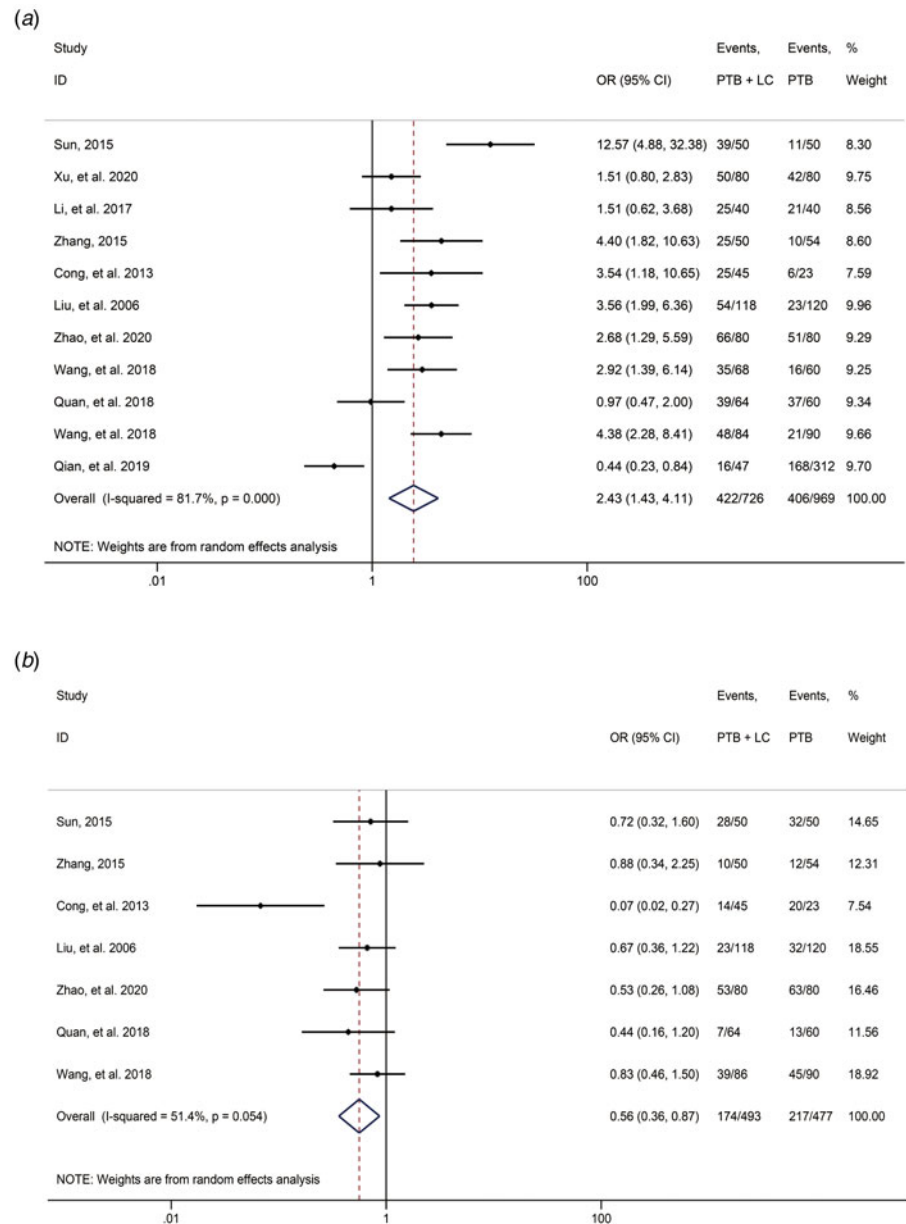 (a)
Study Events, Events, %
ID OR (95% CI) PTB + LC PTB Weight
Sun, 2015 12.57 (4.88, 32.38) 39/50 11/50 8.30
Xu, et al. 2020 1.51 (0.80, 2.83) 50/80 42/80 9.75
Li, et al. 2017 1.51 (0.62, 3.68) 25/40 21/40 8.56
Zhang, 2015 4.40 (1.82, 10.63) 25/50 10/54 8.60
Cong, et al. 2013 3.54 (1.18, 10.65) 25/45 6/23 7.59
Liu, et al. 2006 3.56 (1.99, 6.36) 54/118 23/120 9.96
Zhao, et al. 2020 2.68 (1.29, 5.59) 66/80 51/80 9.29
Wang, et al. 2018 2.92 (1.39, 6.14) 35/68 16/60 9.25
Quan, et al. 2018 0.97 (0.47, 2.00) 39/64 37/60 9.34
Wang, et al. 2018 4.38 (2.28, 8.41) 48/84 21/90 9.66
Qian, et al. 2019 0.44 (0.23, 0.84) 16/47 168/312 9.70
Overall (I-squared = 81.7%, p = 0.000) 2.43 (1.43, 4.11) 422/726 406/969 100.00
NOTE: Weights are from random effects analysis
.01 1 100
(b)
Study Events, Events, %
ID OR (95% CI) PTB + LC PTB Weight
Sun, 2015 0.72 (0.32, 1.60) 28/50 32/50 14.65
Zhang, 2015 0.88 (0.34, 2.25) 10/50 12/54 12.31
Cong, et al. 2013 0.07 (0.02, 0.27) 14/45 20/23 7.54
Liu, et al. 2006 0.67 (0.36, 1.22) 23/118 32/120 18.55
Zhao, et al. 2020 0.53 (0.26, 1.08) 53/80 63/80 16.46
Quan, et al. 2018 0.44 (0.16, 1.20) 7/64 13/60 11.56
Wang, et al. 2018 0.83 (0.46, 1.50) 39/86 45/90 18.92
Overall (I-squared = 51.4%, p = 0.054) 0.56 (0.36, 0.87) 174/493 217/477 100.00
NOTE: Weights are from random effects analysis
.01 1 100